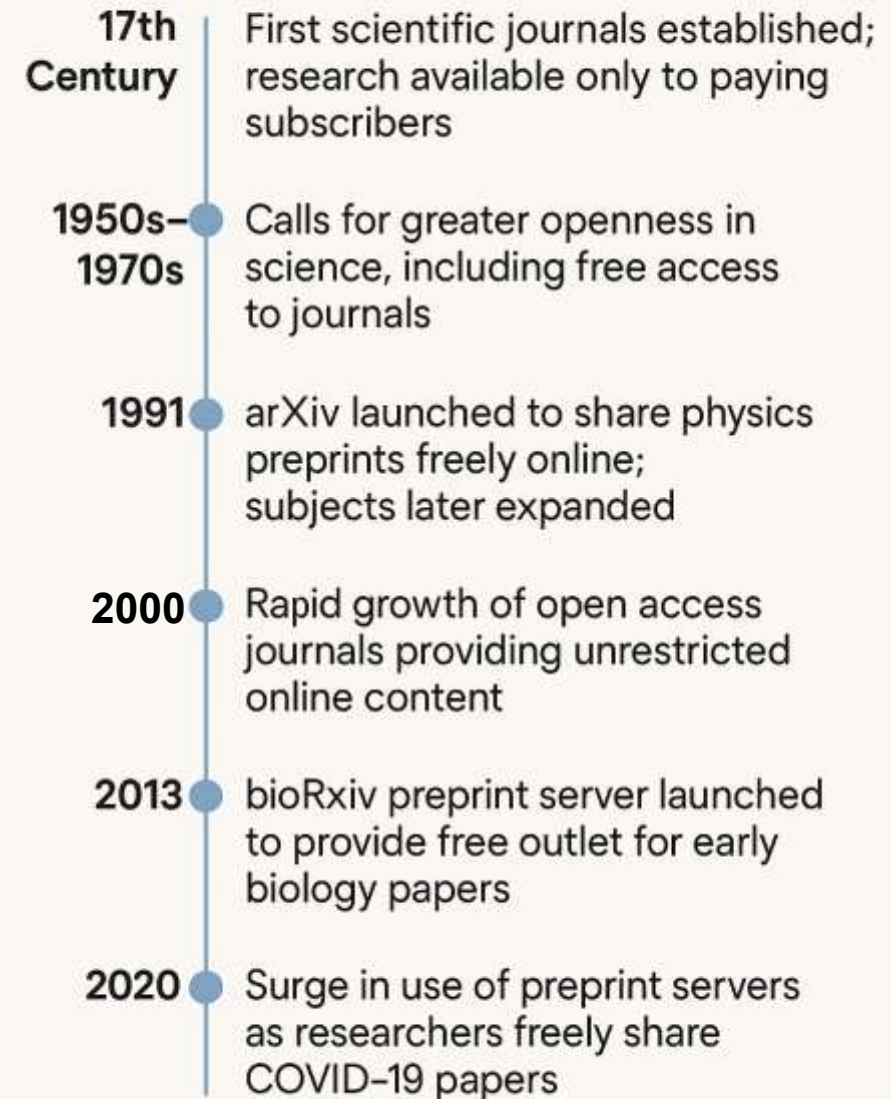 17th Century
First scientific journals established;
research available only to paying
subscribers
1950s–
1970s
Calls for greater openness in
science, including free access
to journals
1991
arXiv launched to share physics
preprints freely online;
subjects later expanded
2000
Rapid growth of open access
journals providing unrestricted
online content
2013
bioRxiv preprint server launched
to provide free outlet for early
biology papers
2020
Surge in use of preprint servers
as researchers freely share
COVID–19 papers